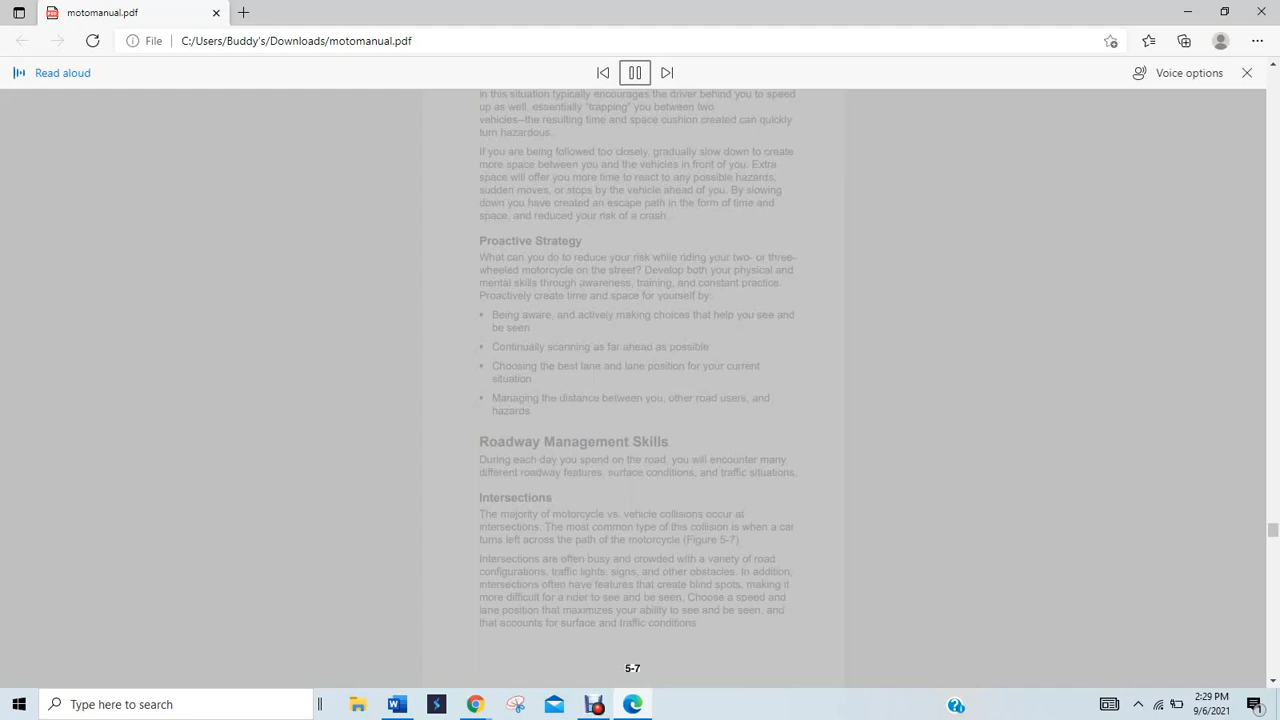 motomanual.pdf
File
C:/Users/Buddy's/Downloads/motomanual.pdf
Read aloud
Voice options
in this situation typically encourages the driver behind you to speed
up as well, essentially “trapping” you between two
vehicles–the resulting time and space cushion created can quickly
turn hazardous.
If you are being followed too closely, gradually slow down to create
more space between you and the vehicles in front of you. Extra
space will offer you more time to react to any possible hazards,
sudden moves, or stops by the vehicle ahead of you. By slowing
down you have created an escape path in the form of time and
space, and reduced your risk of a crash.
Proactive Strategy
What can you do to reduce your risk while riding your two- or three-
wheeled motorcycle on the street? Develop both your physical and
mental skills through awareness, training, and constant practice.
Proactively create time and space for yourself by:
• Being aware, and actively making choices that help you see and
be seen
• Continually scanning as far ahead as possible
• Choosing the best lane and lane position for your current
situation
• Managing the distance between you, other road users, and
hazards.
Roadway Management Skills
During each day you spend on the road, you will encounter many
different roadway features, surface conditions, and traffic situations.
Intersections
The majority of motorcycle vs. vehicle collisions occur at
intersections. The most common type of this collision is when a car
turns left across the path of the motorcycle (Figure 5-7)
Intersections are often busy and crowded with a variety of road
configurations, traffic lights, signs, and other obstacles. In addition,
intersections often have features that create blind spots, making it
more difficult for a rider to see and be seen. Choose a speed and
lane position that maximizes your ability to see and be seen, and
that accounts for surface and traffic conditions
5-7
Type here to search
2:29 PM
9/6/2021